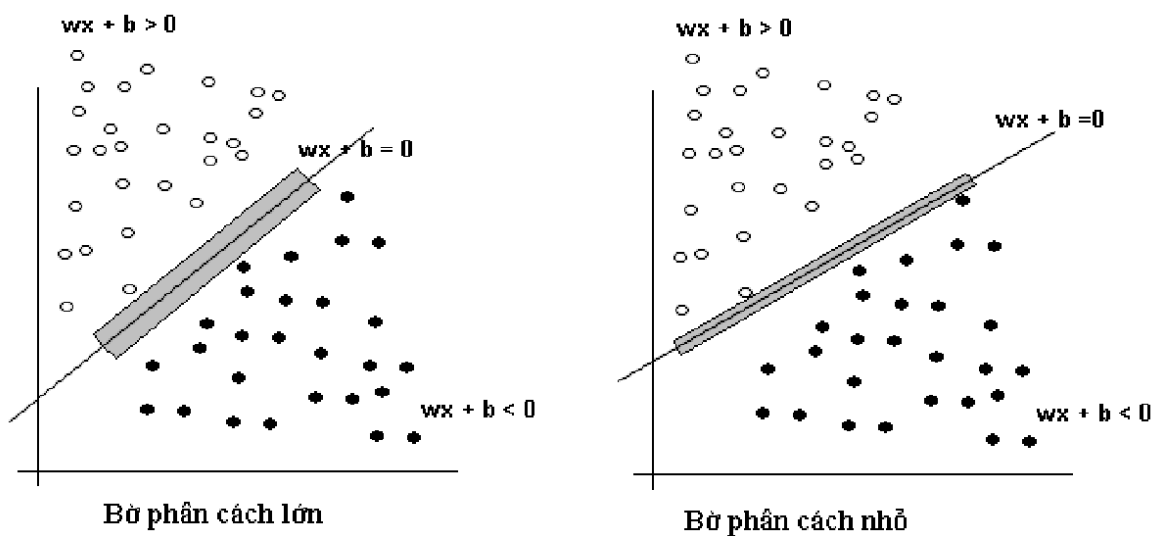 wx + b > 0
wx + b = 0
wx + b < 0
Bờ phân cách lớn
wx + b > 0
wx + b =0
wx + b < 0
Bờ phân cách nhỏ